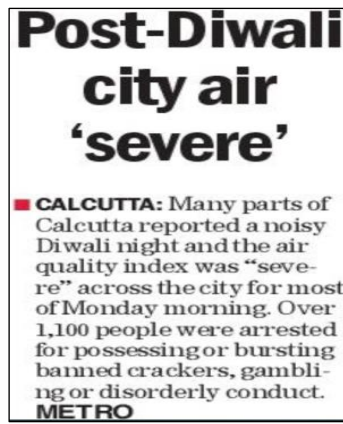 Post-Diwali
city air
‘severe’
CALCUTTA: Many parts of
Calcutta reported a noisy
Diwali night and the air
quality index was “seve-
re” across the city for most
of Monday morning. Over
1,100 people were arrested
for possessing or bursting
banned crackers, gambli-
ng or disorderly conduct.
METRO